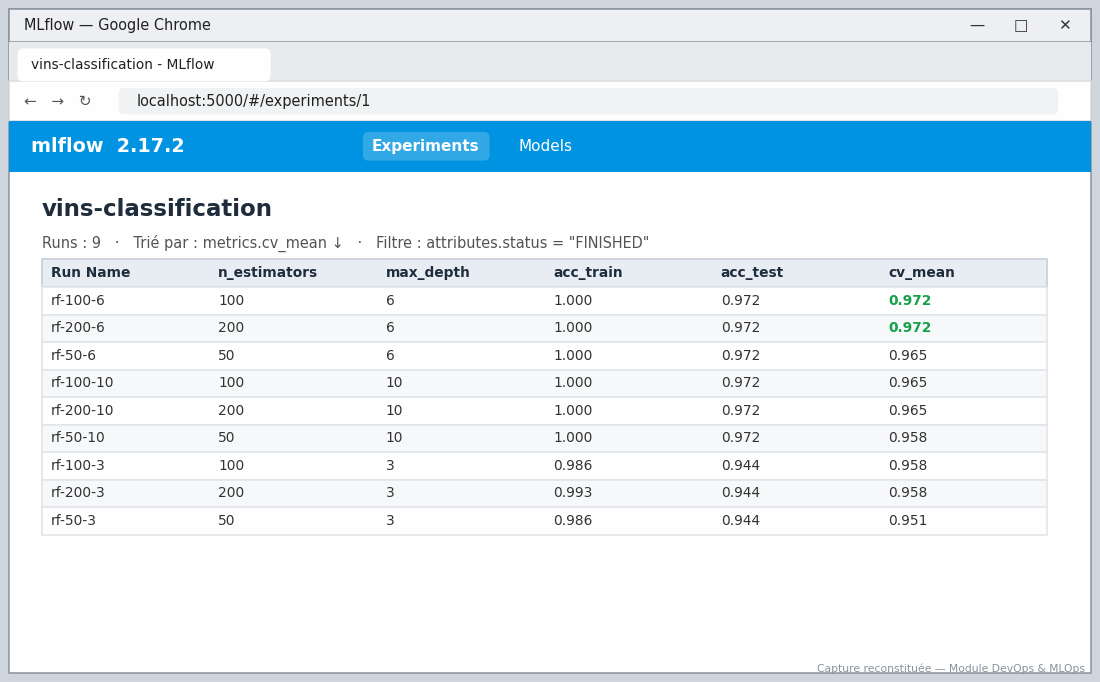 MLflow — Google Chrome — □ ✕
vins-classification - MLflow
← → ↻ localhost:5000/#/experiments/1
mlflow 2.17.2 Experiments Models
vins-classification
Runs : 9 · Trié par : metrics.cv_mean ↓ · Filtre : attributes.status = "FINISHED"
Run Name n_estimators max_depth acc_train acc_test cv_mean
rf-100-6 100 6 1.000 0.972 0.972
rf-200-6 200 6 1.000 0.972 0.972
rf-50-6 50 6 1.000 0.972 0.965
rf-100-10 100 10 1.000 0.972 0.965
rf-200-10 200 10 1.000 0.972 0.965
rf-50-10 50 10 1.000 0.972 0.958
rf-100-3 100 3 0.986 0.944 0.958
rf-200-3 200 3 0.993 0.944 0.958
rf-50-3 50 3 0.986 0.944 0.951
Capture reconstituée — Module DevOps & MLOps